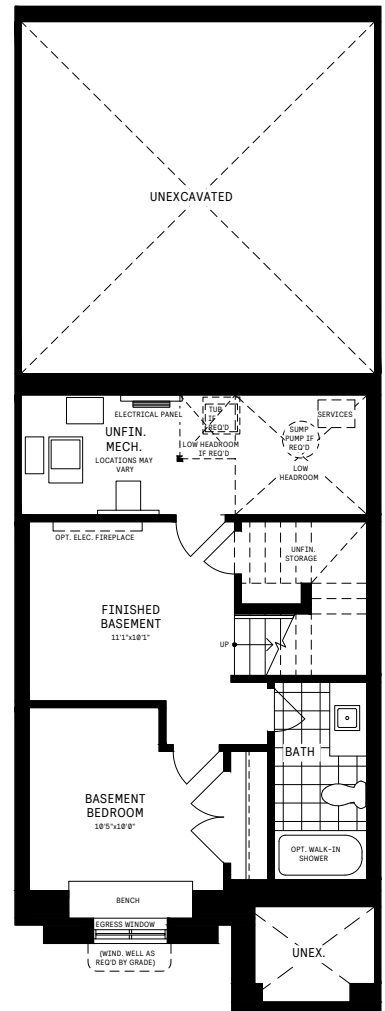 UNEXCAVATED
ELECTRICAL PANEL
TUB
IF
REQ'D
SERVICES
UNFIN.
MECH.
LOCATIONS MAY
VARY
LOW HEADROOM
IF REQ'D
SUMP
PUMP IF
REQ'D
LOW
HEADROOM
OPT. ELEC. FIREPLACE
UNFIN.
STORAGE
FINISHED
BASEMENT
11'1"x10'1"
UP
BATH
BASEMENT
BEDROOM
10'5"x10'0"
OPT. WALK-IN
SHOWER
BENCH
EGRESS WINDOW
(WIND. WELL AS
REQ'D BY GRADE)
UNEX.